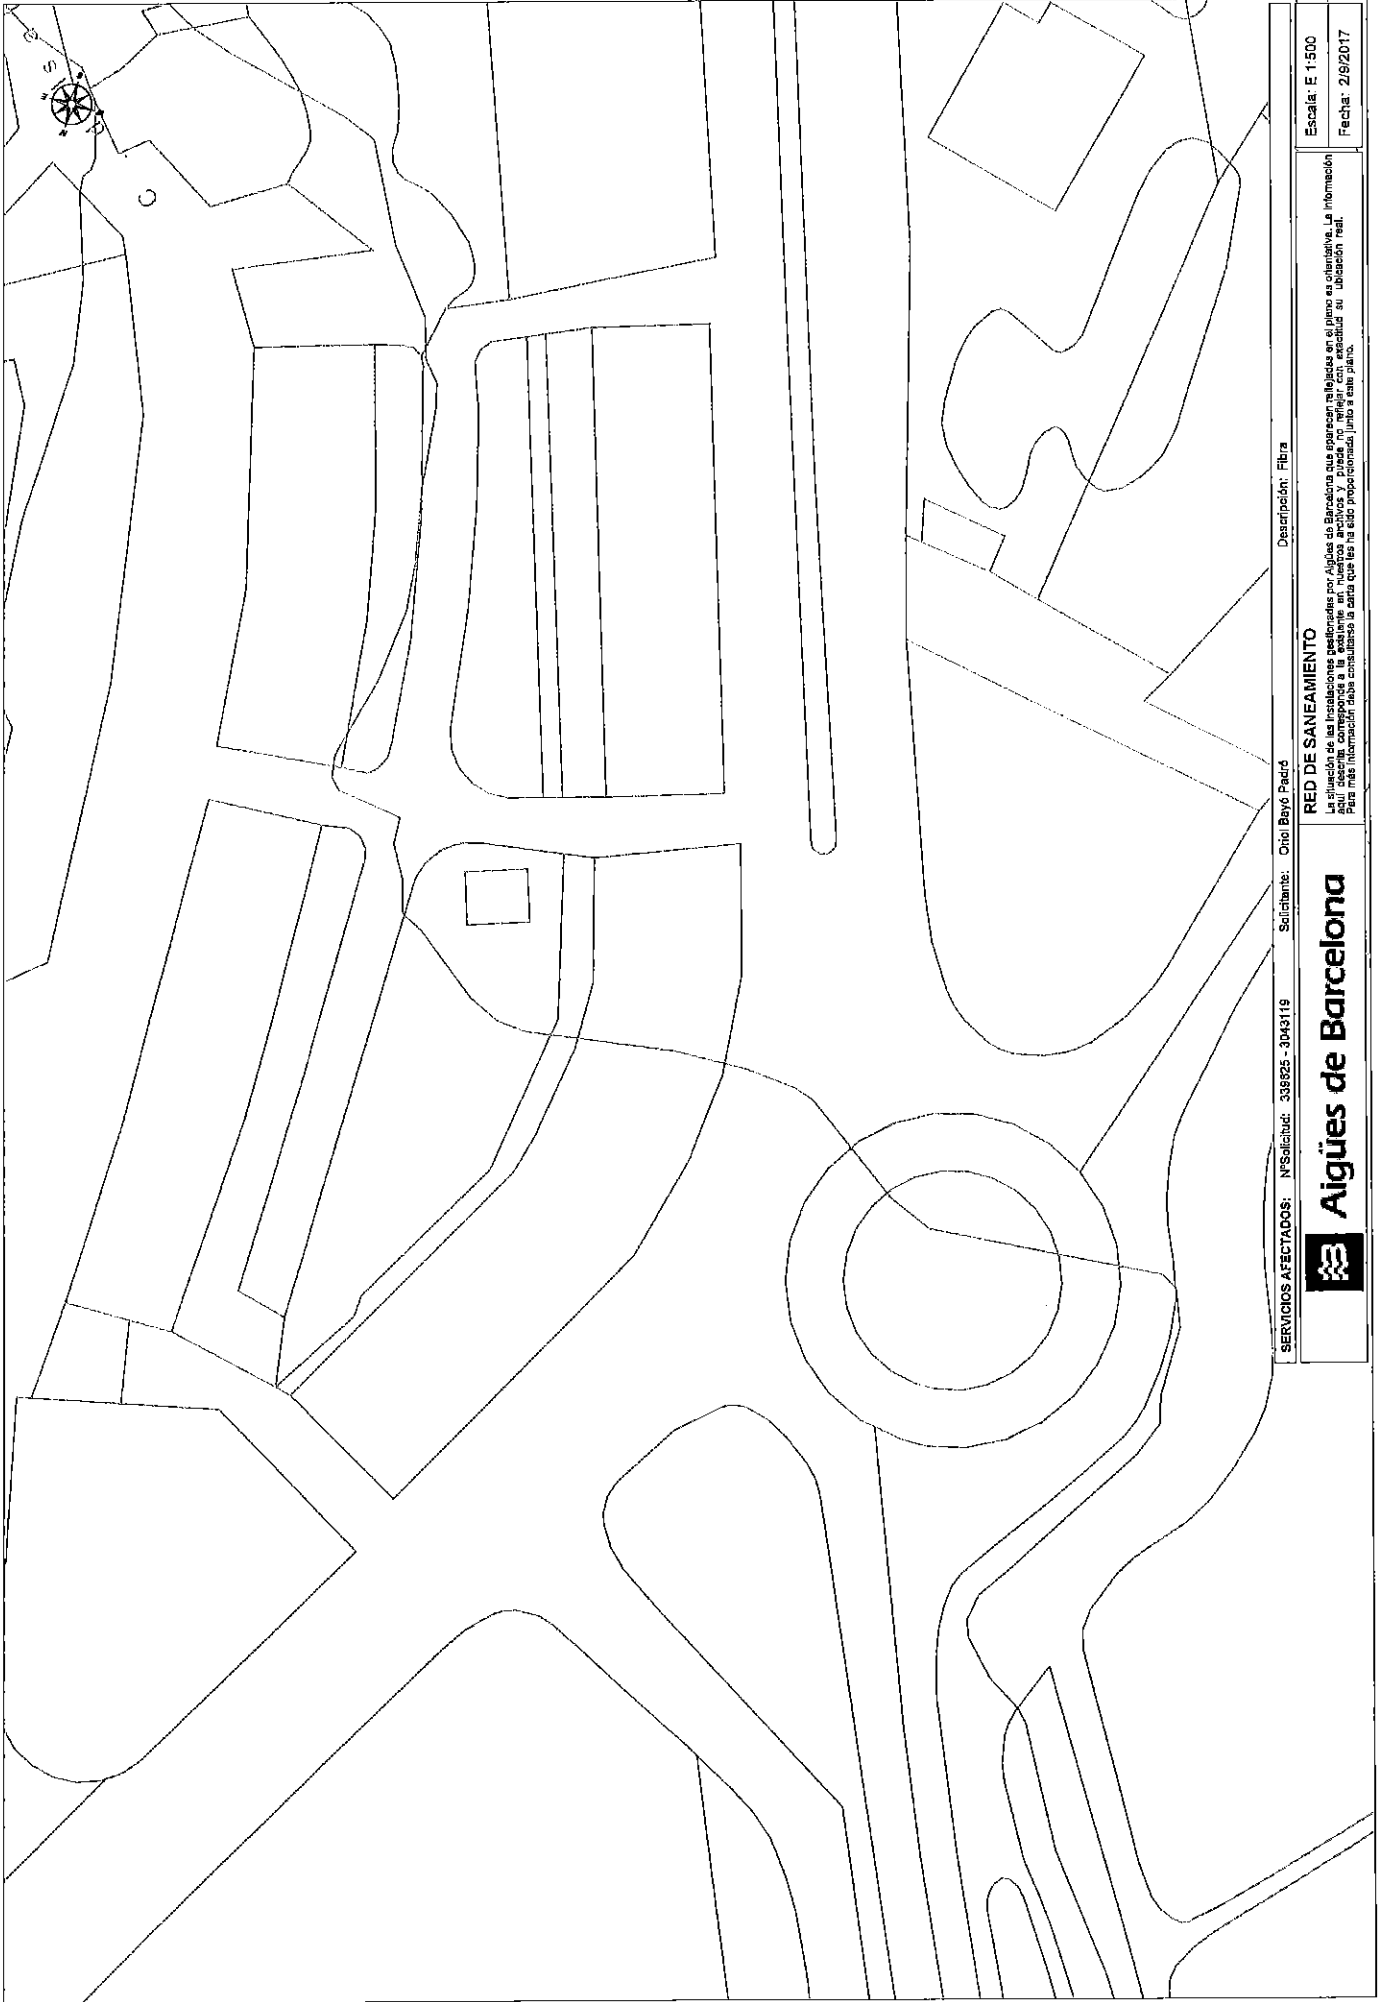 SERVICIOS AFECTADOS: NºSolicitud: 339825 - 3043119 Solicitante: Oriol Bayó Padró Descripción: Fibra
Aigües de Barcelona
RED DE SANEAMIENTO
La situación de las instalaciones gestionadas por Aigües de Barcelona que aparecen reflejadas en el plano es orientativa. La información
aquí descrita corresponde a la existente en nuestros archivos y puede no reflejar con exactitud su ubicación real.
Para más información debe consultarse la carta que les ha sido proporcionada junto a este plano.
Escala: E 1:500
Fecha: 2/9/2017